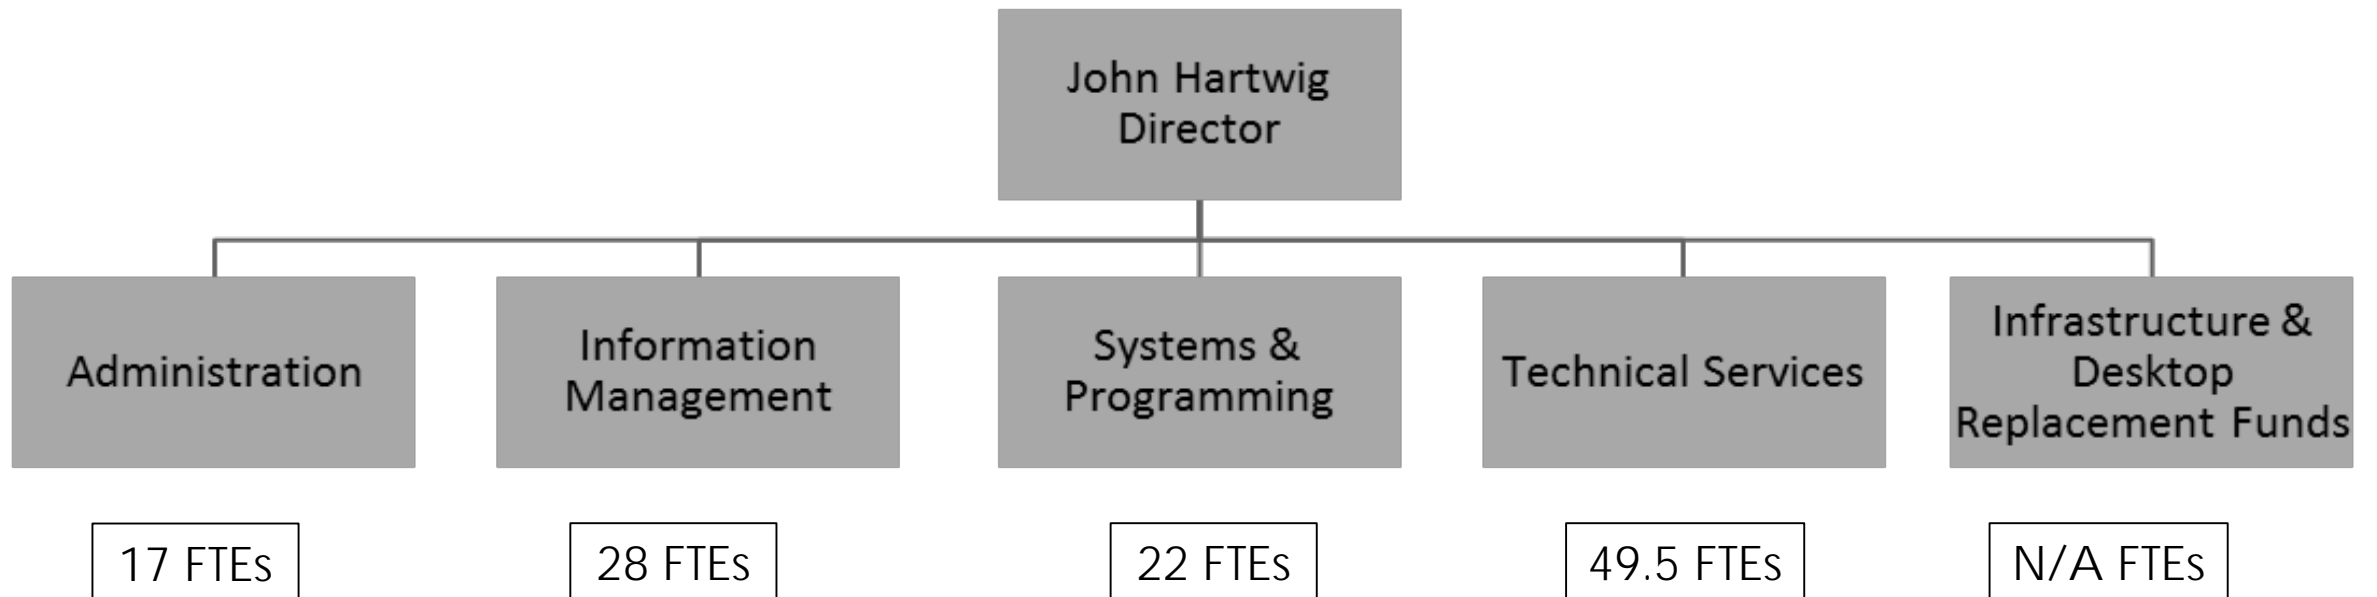 John Hartwig
Director
Administration
Information
Management
Systems &
Programming
Technical Services
Infrastructure &
Desktop
Replacement Funds
17 FTEs
28 FTEs
22 FTEs
49.5 FTEs
N/A FTEs